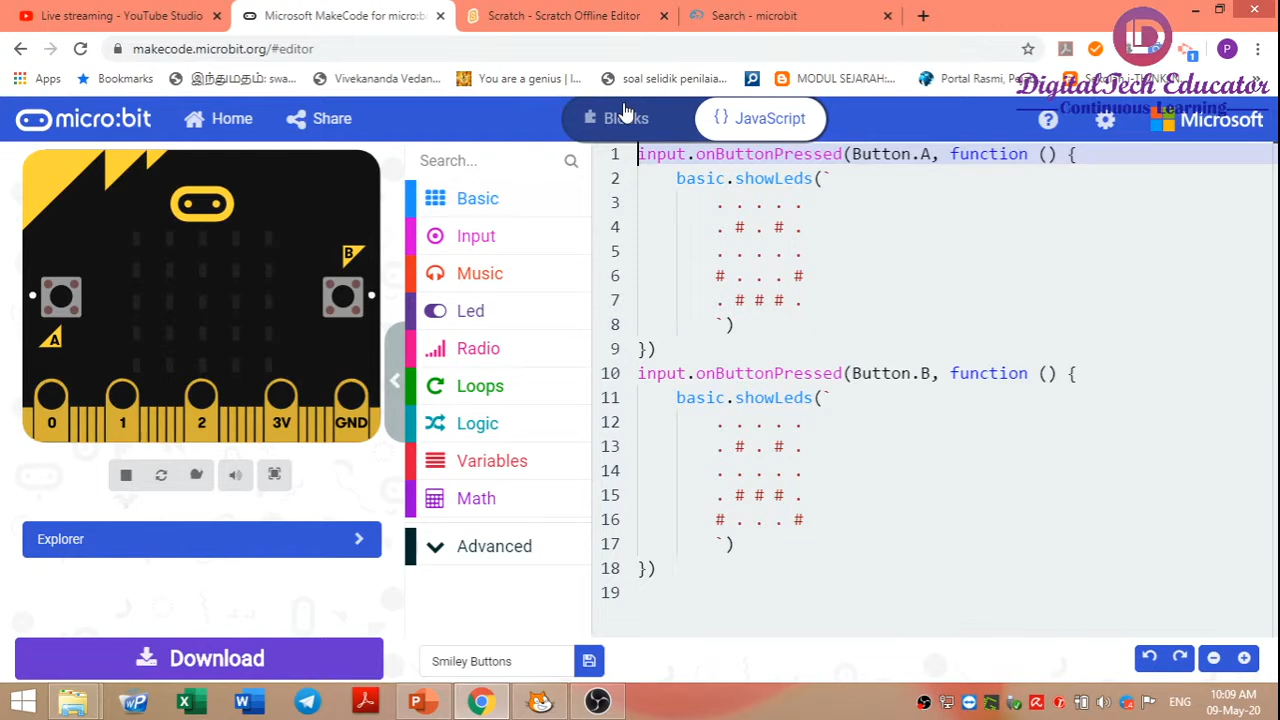 Live streaming - YouTube Studio
Microsoft MakeCode for micro:b
Scratch - Scratch Offline Editor
Search - microbit
makecode.microbit.org/#editor
P
Apps
Bookmarks
இந்துமதம்: சுவ...
Vivekananda Vedan...
You are a genius | I...
soal selidik penilaia...
MODUL SEJARAH:...
Portal Rasmi, Pe
DigitalTech Educator
Continuous Learning
micro:bit
Home
Share
Blocks
{ } JavaScript
Microsoft
Search...
Basic
Input
Music
Led
Radio
Loops
Logic
Variables
Math
Advanced
A
B
0 1 2 3V GND
Explorer
Download
Smiley Buttons
1 input.onButtonPressed(Button.A, function () {
2 basic.showLeds(`
3 . . . . .
4 . # . # .
5 . . . . .
6 # . . . #
7 . # # # .
8 `)
9 })
10 input.onButtonPressed(Button.B, function () {
11 basic.showLeds(`
12 . . . . .
13 . # . # .
14 . . . . .
15 . # # # .
16 # . . . #
17 `)
18 })
19
ENG
10:09 AM
09-May-20